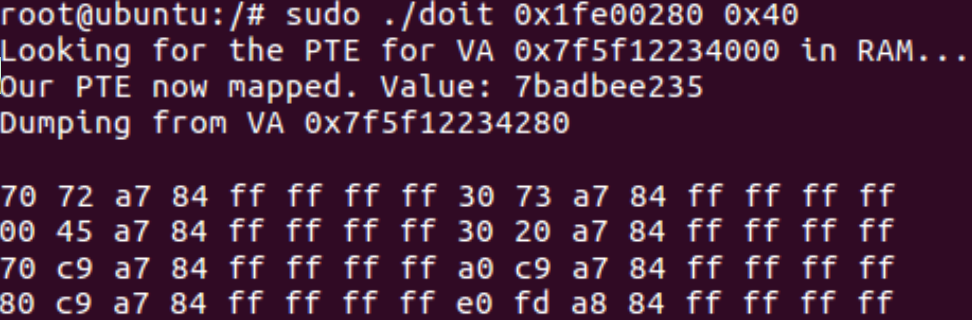 root@ubuntu:/# sudo ./doit 0x1fe00280 0x40
Looking for the PTE for VA 0x7f5f12234000 in RAM...
Our PTE now mapped. Value: 7badbee235
Dumping from VA 0x7f5f12234280
70 72 a7 84 ff ff ff ff 30 73 a7 84 ff ff ff ff
00 45 a7 84 ff ff ff ff 30 20 a7 84 ff ff ff ff
70 c9 a7 84 ff ff ff ff a0 c9 a7 84 ff ff ff ff
80 c9 a7 84 ff ff ff ff e0 fd a8 84 ff ff ff ff